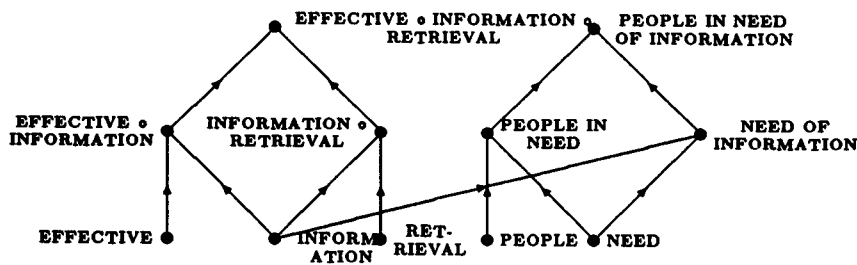 EFFECTIVE ∘ INFORMATION ∘
RETRIEVAL
PEOPLE IN NEED
OF INFORMATION
EFFECTIVE ∘
INFORMATION
INFORMATION ∘
RETRIEVAL
PEOPLE IN
NEED
NEED OF
INFORMATION
EFFECTIVE
INFORM-
ATION
RET-
RIEVAL
PEOPLE
NEED